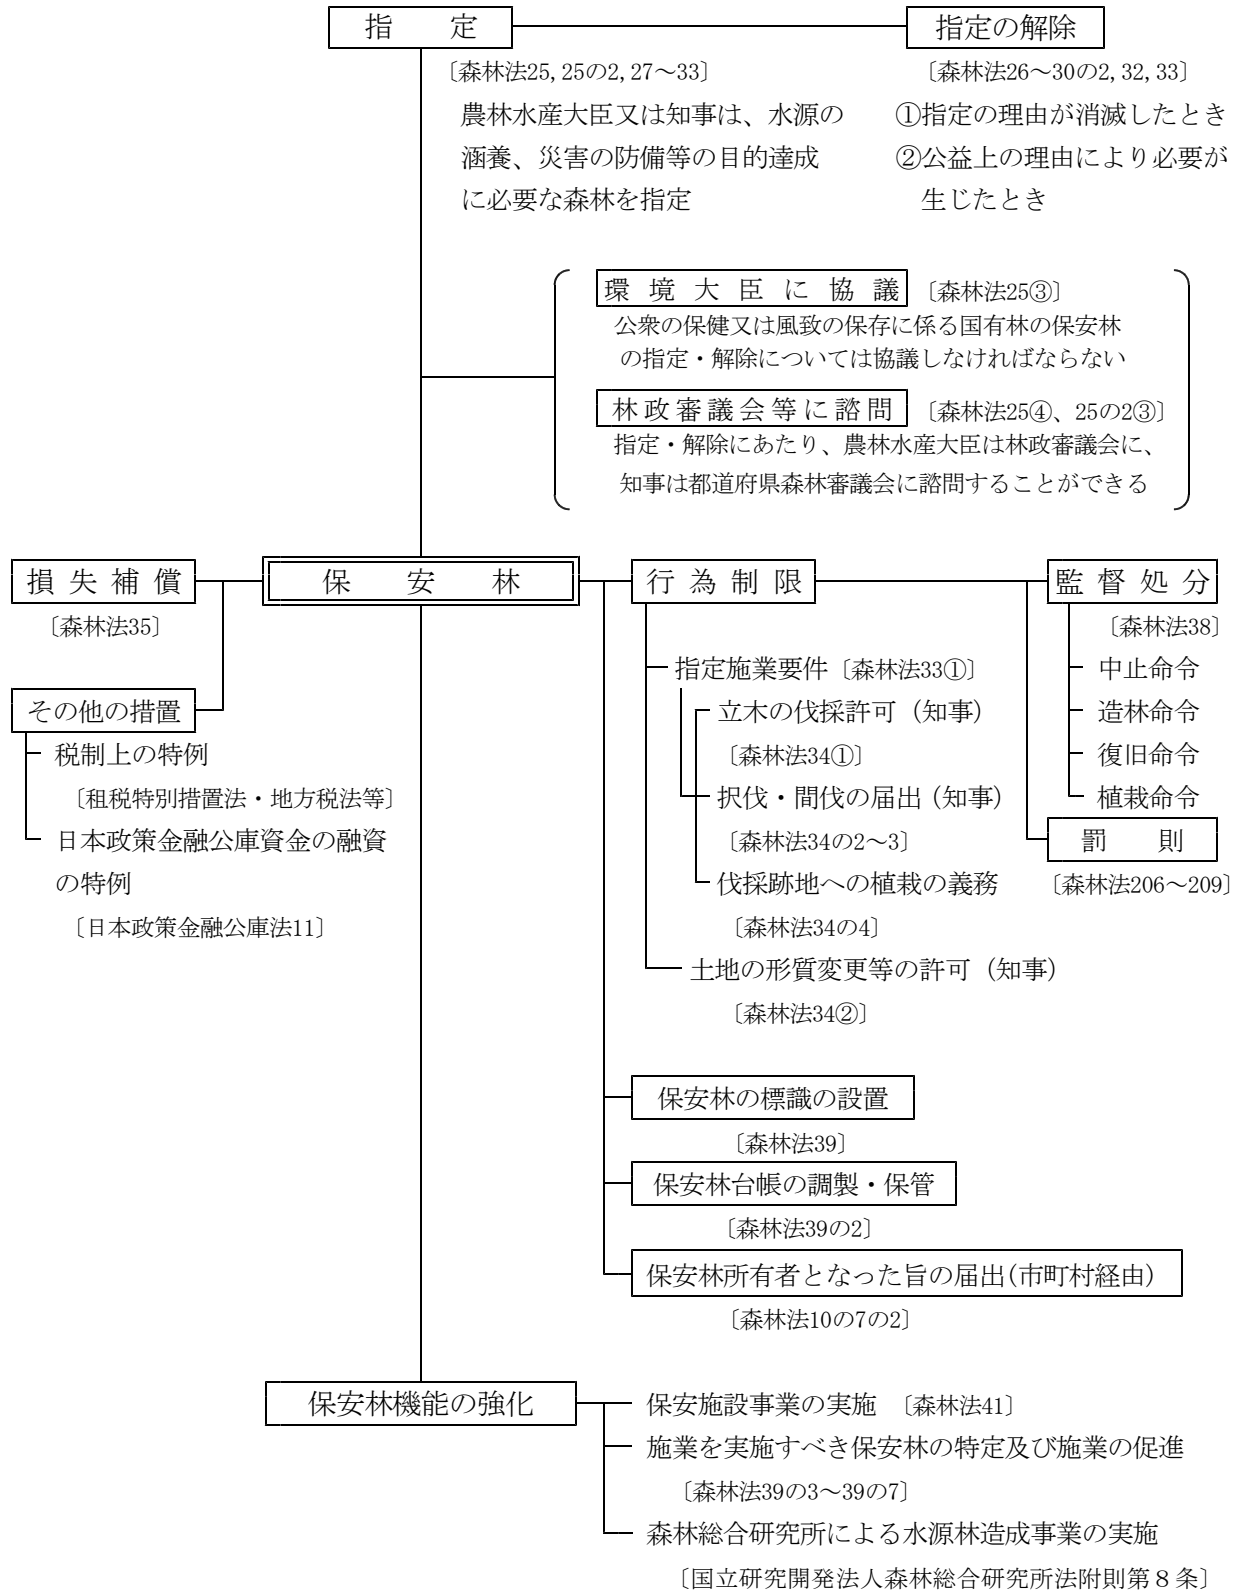 指定
指定の解除
〔森林法25,25の2,27～33〕
農林水産大臣又は知事は、水源の
涵養、災害の防備等の目的達成
に必要な森林を指定
〔森林法26～30の2,32,33〕
①指定の理由が消滅したとき
②公益上の理由により必要が
生じたとき
環境大臣に協議 〔森林法25③〕
公衆の保健又は風致の保存に係る国有林の保安林
の指定・解除については協議しなければならない
林政審議会等に諮問 〔森林法25④、25の2③〕
指定・解除にあたり、農林水産大臣は林政審議会に、
知事は都道府県森林審議会に諮問することができる
損失補償
〔森林法35〕
その他の措置
税制上の特例
〔租税特別措置法・地方税法等〕
日本政策金融公庫資金の融資
の特例
〔日本政策金融公庫法11〕
保安林
行為制限
指定施業要件〔森林法33①〕
立木の伐採許可（知事）
〔森林法34①〕
択伐・間伐の届出（知事）
〔森林法34の2～3〕
伐採跡地への植栽の義務
〔森林法34の4〕
土地の形質変更等の許可（知事）
〔森林法34②〕
監督処分
〔森林法38〕
中止命令
造林命令
復旧命令
植栽命令
罰則
〔森林法206～209〕
保安林の標識の設置
〔森林法39〕
保安林台帳の調製・保管
〔森林法39の2〕
保安林所有者となった旨の届出(市町村経由)
〔森林法10の7の2〕
保安林機能の強化
保安施設事業の実施 〔森林法41〕
施業を実施すべき保安林の特定及び施業の促進
〔森林法39の3～39の7〕
森林総合研究所による水源林造成事業の実施
〔国立研究開発法人森林総合研究所法附則第８条〕